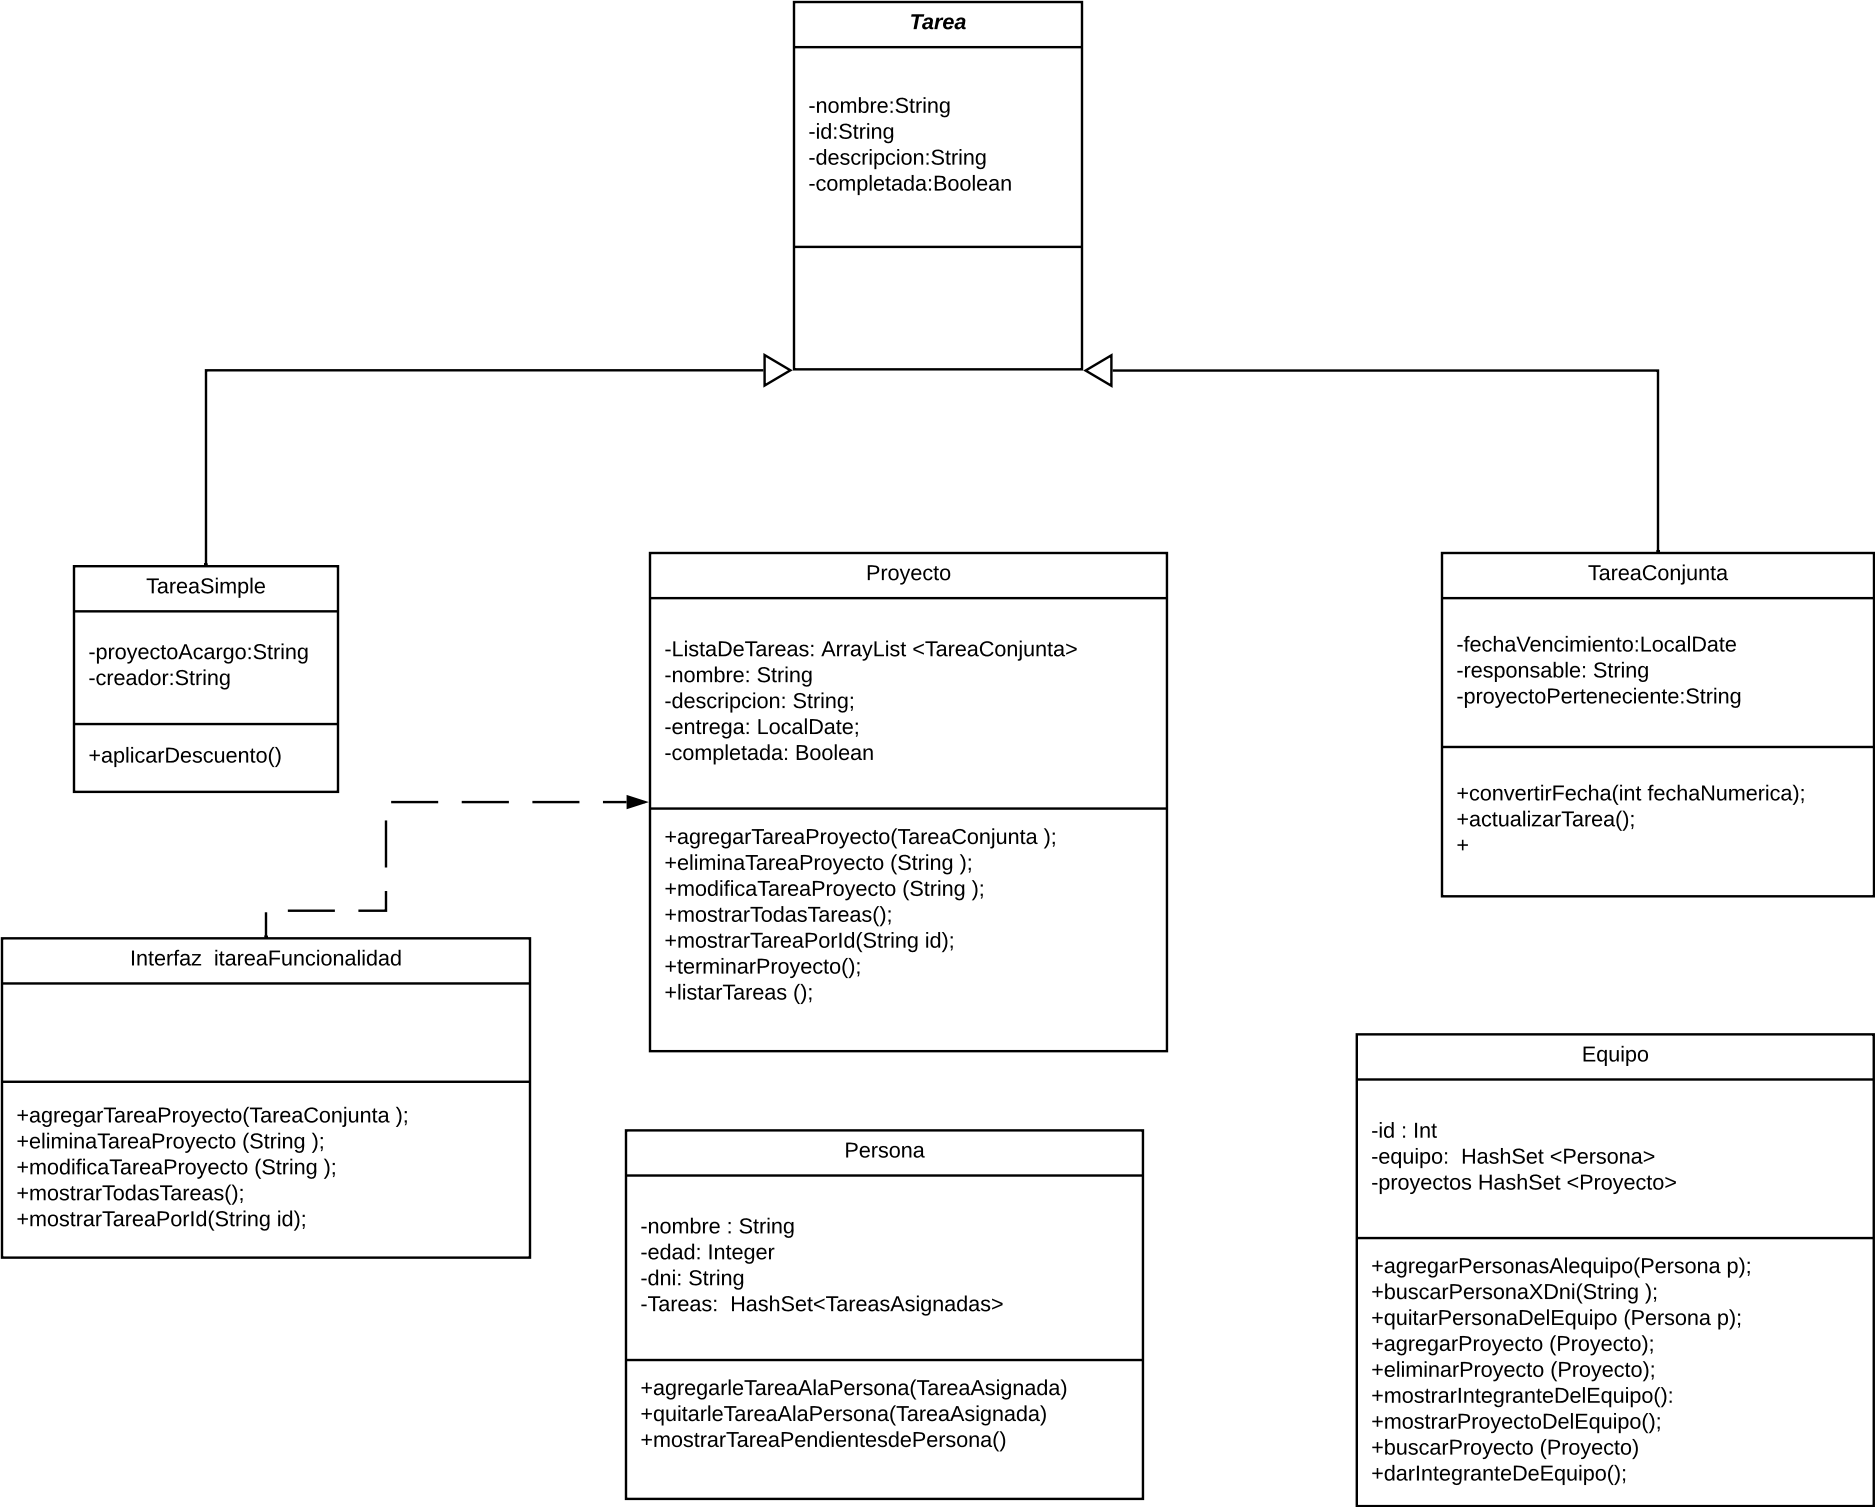 Tarea
-nombre:String
-id:String
-descripcion:String
-completada:Boolean
TareaSimple
-proyectoAcargo:String
-creador:String
+aplicarDescuento()
Proyecto
-ListaDeTareas: ArrayList <TareaConjunta>
-nombre: String
-descripcion: String;
-entrega: LocalDate;
-completada: Boolean
+agregarTareaProyecto(TareaConjunta );
+eliminaTareaProyecto (String );
+modificaTareaProyecto (String );
+mostrarTodasTareas();
+mostrarTareaPorId(String id);
+terminarProyecto();
+listarTareas ();
TareaConjunta
-fechaVencimiento:LocalDate
-responsable: String
-proyectoPerteneciente:String
+convertirFecha(int fechaNumerica);
+actualizarTarea();
+
Interfaz  itareaFuncionalidad
+agregarTareaProyecto(TareaConjunta );
+eliminaTareaProyecto (String );
+modificaTareaProyecto (String );
+mostrarTodasTareas();
+mostrarTareaPorId(String id);
Persona
-nombre : String
-edad: Integer
-dni: String
-Tareas:  HashSet<TareasAsignadas>
+agregarleTareaAlaPersona(TareaAsignada)
+quitarleTareaAlaPersona(TareaAsignada)
+mostrarTareaPendientesdePersona()
Equipo
-id : Int
-equipo:  HashSet <Persona>
-proyectos HashSet <Proyecto>
+agregarPersonasAlequipo(Persona p);
+buscarPersonaXDni(String );
+quitarPersonaDelEquipo (Persona p);
+agregarProyecto (Proyecto);
+eliminarProyecto (Proyecto);
+mostrarIntegranteDelEquipo():
+mostrarProyectoDelEquipo();
+buscarProyecto (Proyecto)
+darIntegranteDeEquipo();